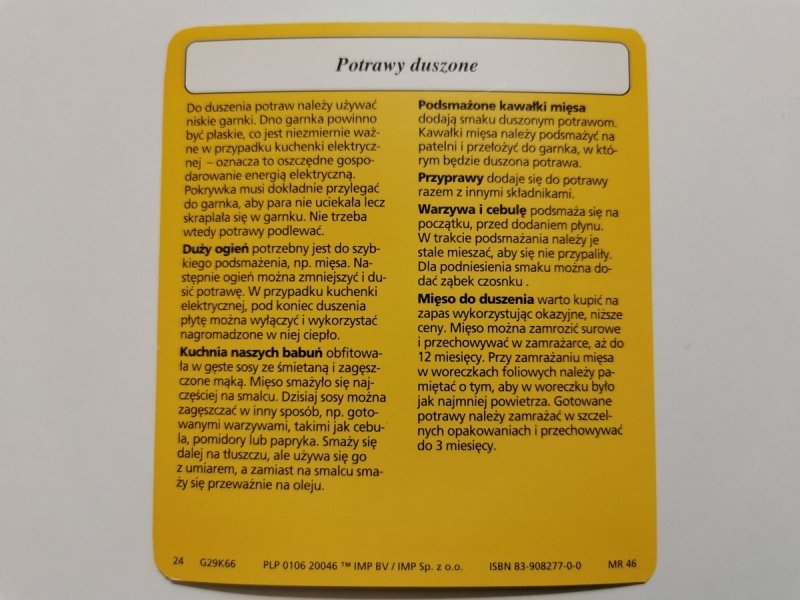 Potrawy duszone
Do duszenia potraw należy używać
niskie garnki. Dno garnka powinno
być płaskie, co jest niezmiernie waż-
ne w przypadku kuchenki elektrycz-
nej – oznacza to oszczędne gospo-
darowanie energią elektryczną.
Pokrywka musi dokładnie przylegać
do garnka, aby para nie uciekała lecz
skraplała się w garnku. Nie trzeba
wtedy potrawy podlewać.
Duży ogień potrzebny jest do szyb-
kiego podsmażenia, np. mięsa. Na-
stępnie ogień można zmniejszyć i du-
sić potrawę. W przypadku kuchenki
elektrycznej, pod koniec duszenia
płytę można wyłączyć i wykorzystać
nagromadzone w niej ciepło.
Kuchnia naszych babuń obfitowa-
ła w gęste sosy ze śmietaną i zagęsz-
czone mąką. Mięso smażyło się naj-
częściej na smalcu. Dzisiaj sosy można
zagęszczać w inny sposób, np. goto-
wanymi warzywami, takimi jak cebu-
la, pomidory lub papryka. Smaży się
dalej na tłuszczu, ale używa się go
z umiarem, a zamiast na smalcu sma-
ży się przeważnie na oleju.
Podsmażone kawałki mięsa
dodają smaku duszonym potrawom.
Kawałki mięsa należy podsmażyć na
patelni i przełożyć do garnka, w któ-
rym będzie duszona potrawa.
Przyprawy dodaje się do potrawy
razem z innymi składnikami.
Warzywa i cebulę podsmaża się na
początku, przed dodaniem płynu.
W trakcie podsmażania należy je
stale mieszać, aby się nie przypaliły.
Dla podniesienia smaku można do-
dać ząbek czosnku .
Mięso do duszenia warto kupić na
zapas wykorzystując okazyjne, niższe
ceny. Mięso można zamrozić surowe
i przechowywać w zamrażarce, aż do
12 miesięcy. Przy zamrażaniu mięsa
w woreczkach foliowych należy pa-
miętać o tym, aby w woreczku było
jak najmniej powietrza. Gotowane
potrawy należy zamrażać w szczel-
nych opakowaniach i przechowywać
do 3 miesięcy.
24 G29K66 PLP 0106 20046 ™ IMP BV / IMP Sp. z o.o. ISBN 83-908277-0-0 MR 46